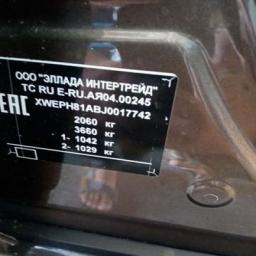 ООО "ЭЛЛАДА ИНТЕРТРЕЙД"
ТС RU E-RU.АЯ04.00245
EAC
XWEPH81ABJ0017742
2060 кг
3660 кг
1- 1042 кг
2- 1029 кг